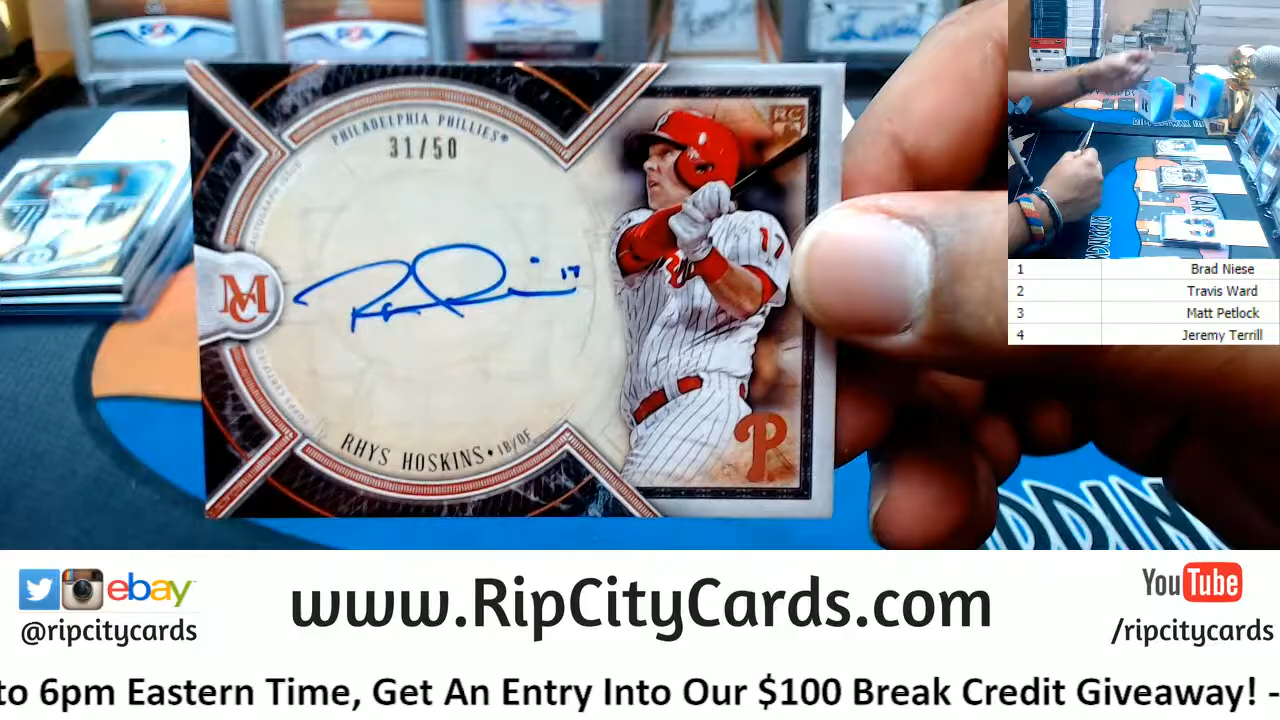 PHILADELPHIA PHILLIES®
31/50
RC
17
MC
17
RHYS HOSKINS • 1B/OF
P
1 Brad Niese
2 Travis Ward
3 Matt Petlock
4 Jeremy Terrill
ebay
@ripcitycards
www.RipCityCards.com
YouTube
/ripcitycards
to 6pm Eastern Time, Get An Entry Into Our $100 Break Credit Giveaway! -